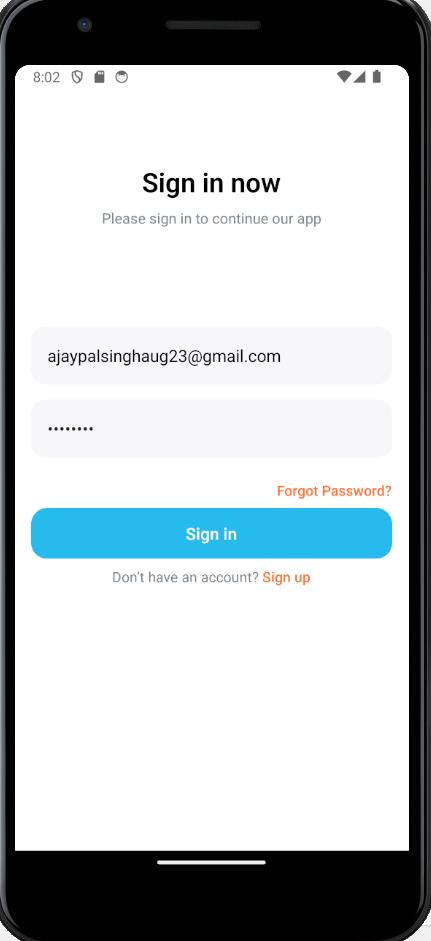 8:02
Sign in now
Please sign in to continue our app
ajaypalsinghaug23@gmail.com
••••••••
Forgot Password?
Sign in
Don't have an account? Sign up